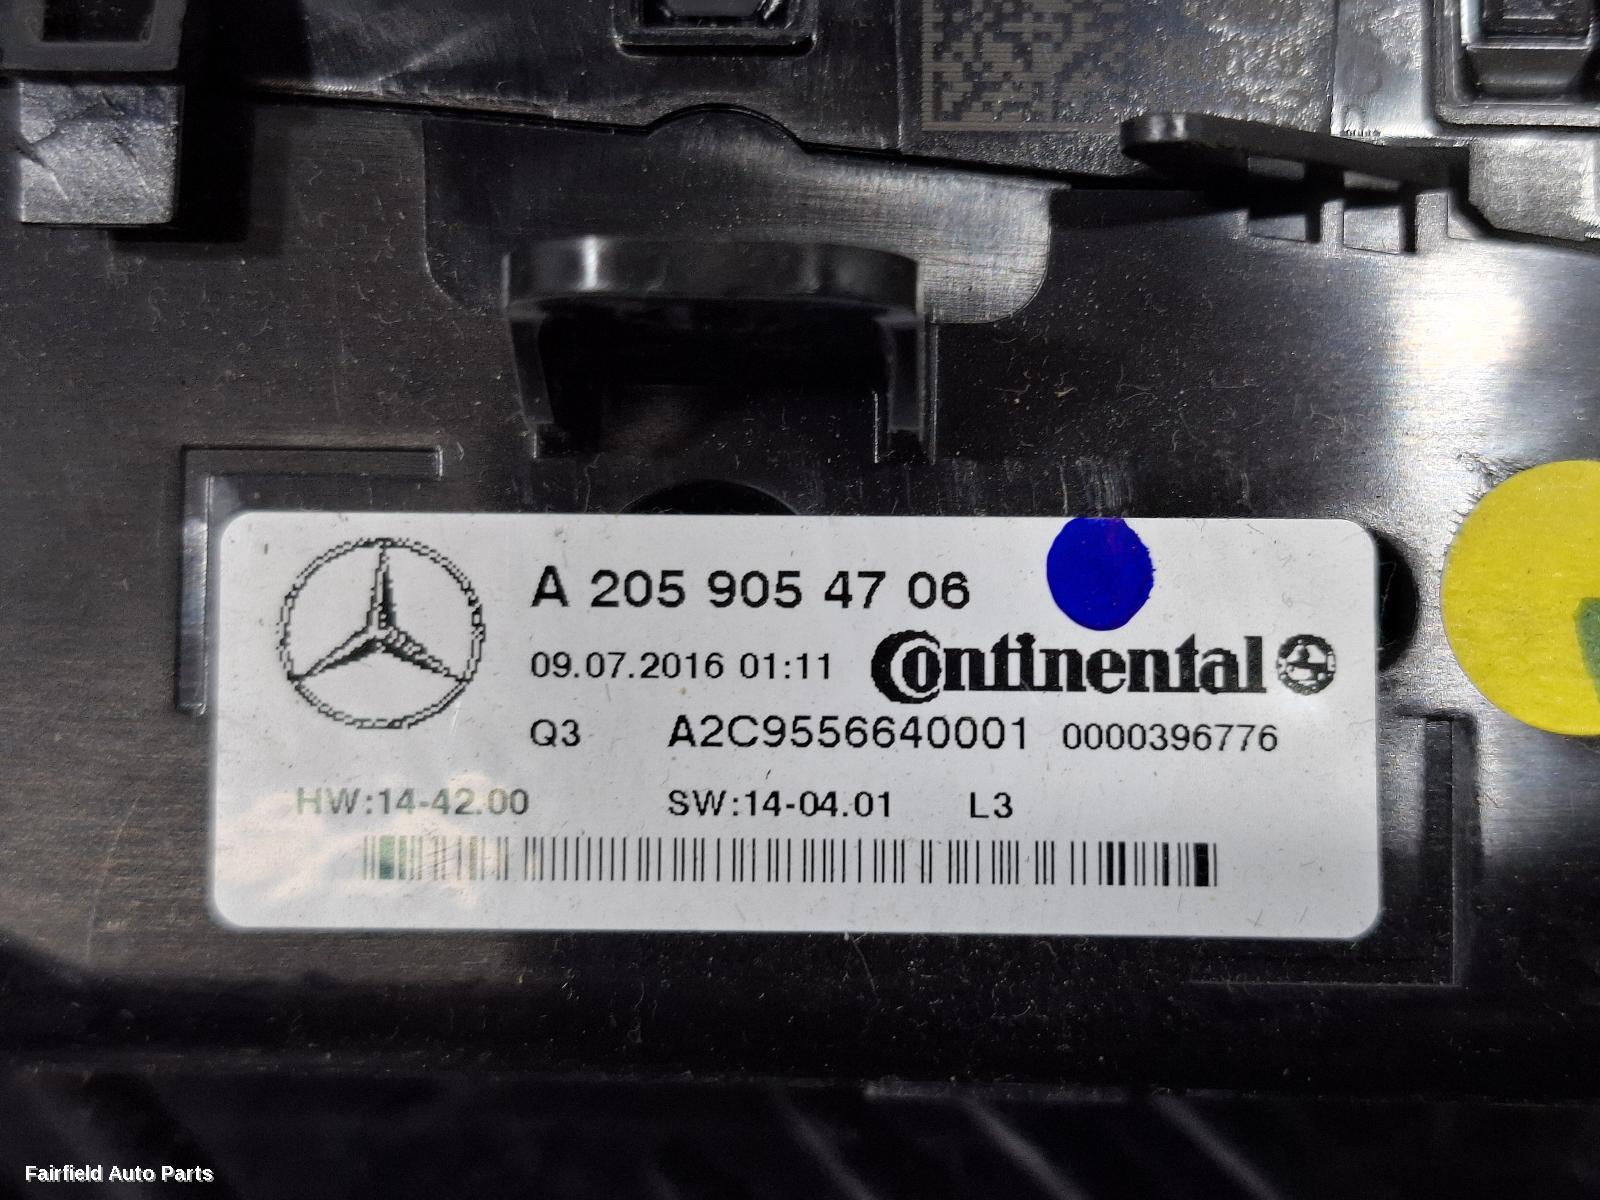 A 205 905 47 06
09.07.2016 01:11 Continental
Q3 A2C9556640001 0000396776
HW:14-42.00 SW:14-04.01 L3
Fairfield Auto Parts